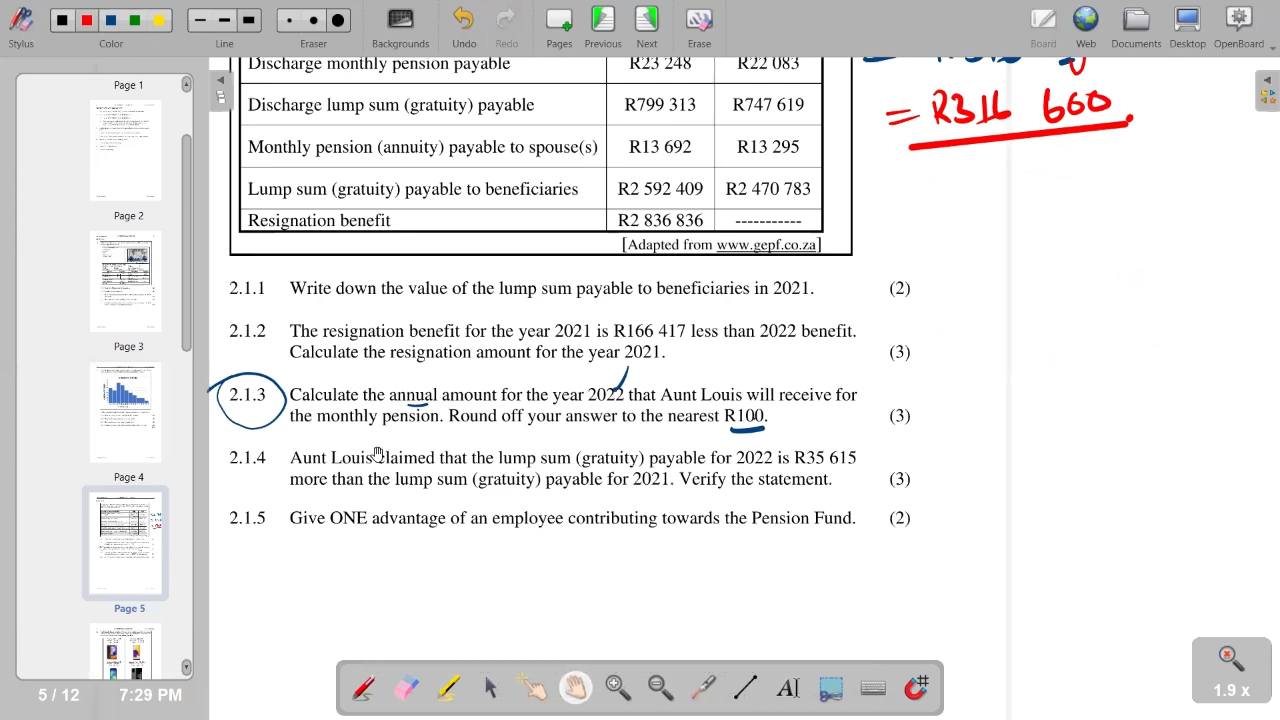 Stylus
Color
Line
Eraser
Backgrounds
Undo
Redo
Pages
Previous
Next
Erase
Board
Web
Documents
Desktop
OpenBoard
Page 1
Page 2
Page 3
Page 4
Page 5
Discharge monthly pension payable R23 248 R22 083
Discharge lump sum (gratuity) payable R799 313 R747 619
Monthly pension (annuity) payable to spouse(s) R13 692 R13 295
Lump sum (gratuity) payable to beneficiaries R2 592 409 R2 470 783
Resignation benefit R2 836 836 -----------
[Adapted from www.gepf.co.za]
= R316 600.
2.1.1 Write down the value of the lump sum payable to beneficiaries in 2021. (2)
2.1.2 The resignation benefit for the year 2021 is R166 417 less than 2022 benefit.
Calculate the resignation amount for the year 2021. (3)
2.1.3 Calculate the annual amount for the year 2022 that Aunt Louis will receive for
the monthly pension. Round off your answer to the nearest R100. (3)
2.1.4 Aunt Louis claimed that the lump sum (gratuity) payable for 2022 is R35 615
more than the lump sum (gratuity) payable for 2021. Verify the statement. (3)
2.1.5 Give ONE advantage of an employee contributing towards the Pension Fund. (2)
5 / 12 7:29 PM
1.9 x